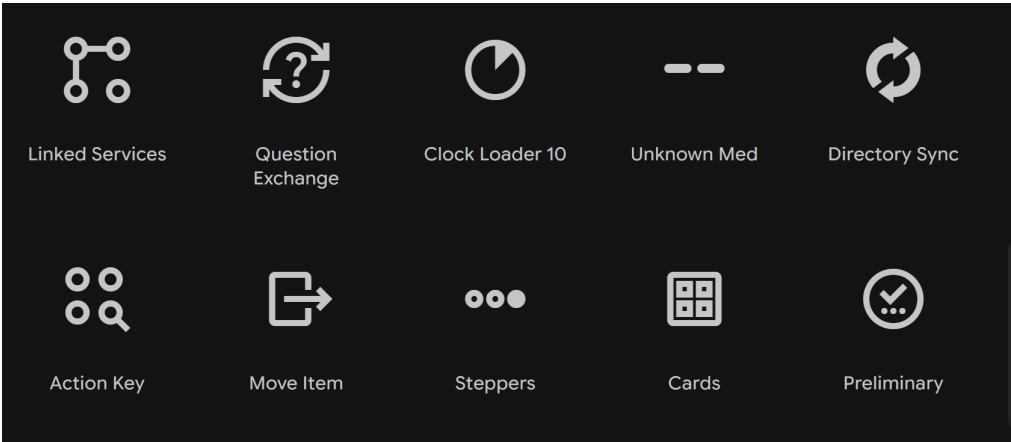 ?
Linked Services
Question
Exchange
Clock Loader 10
Unknown Med
Directory Sync
Action Key
Move Item
Steppers
Cards
Preliminary